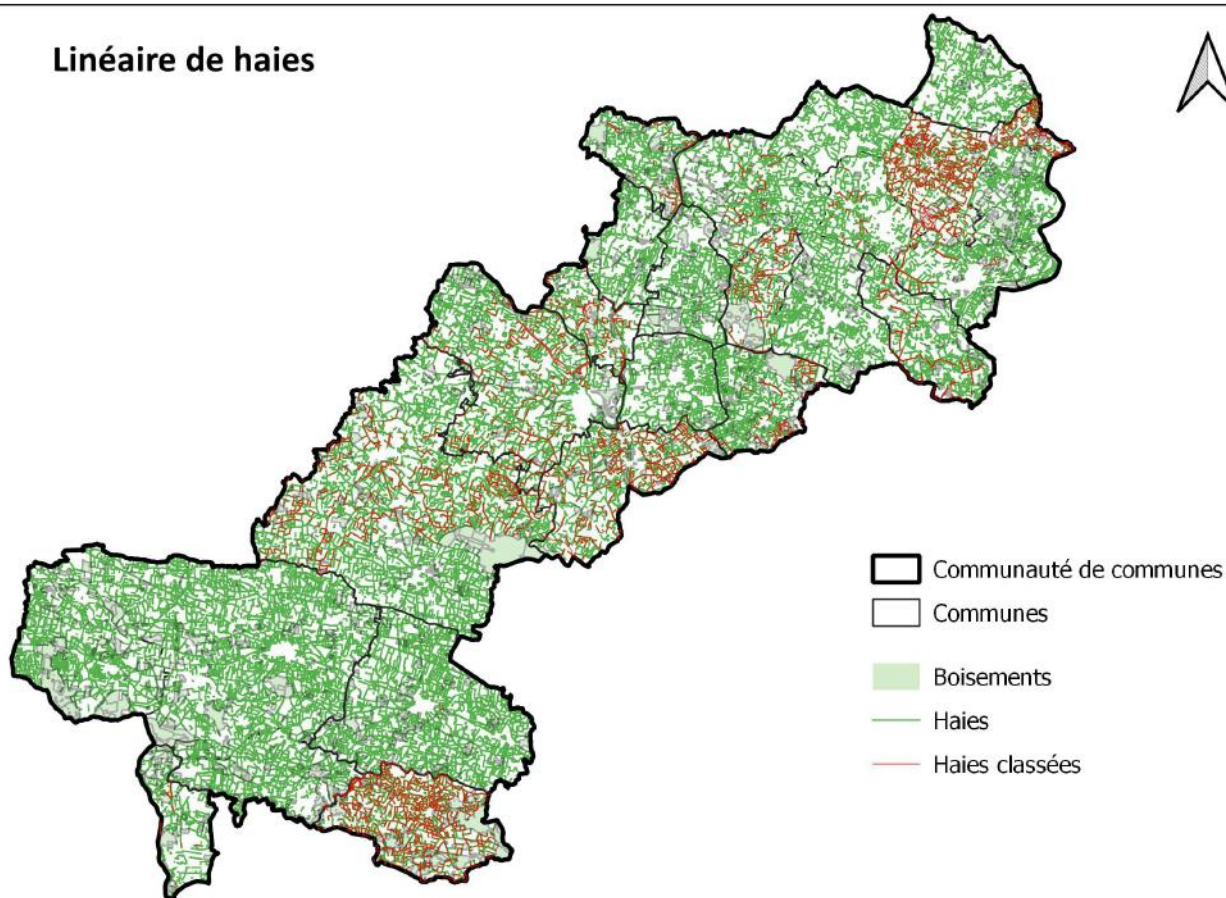 Linéaire de haies
Communauté de communes
Communes
Boisements
Haies
Haies classées